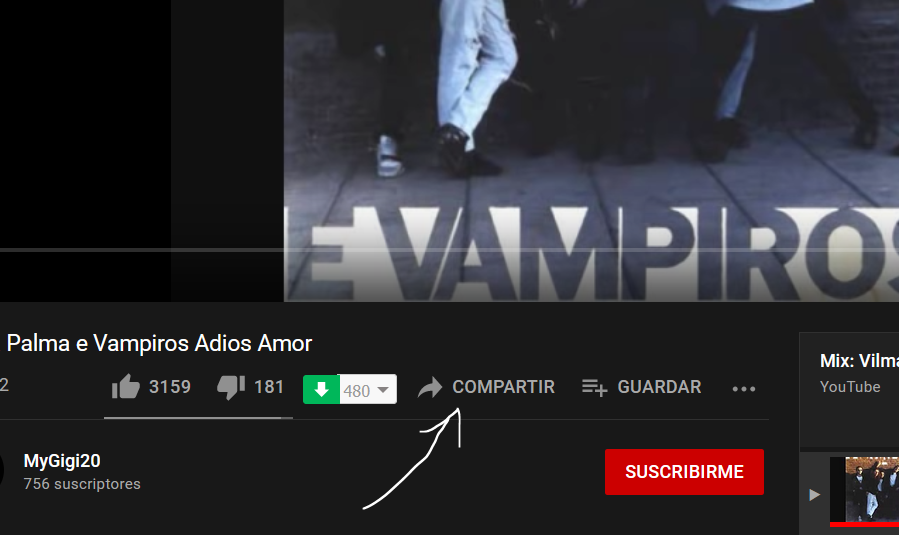 E VAMPIROS
Palma e Vampiros Adios Amor
2 3159 181 480 COMPARTIR GUARDAR
MyGigi20
756 suscriptores
SUSCRIBIRME
Mix: Vilma
YouTube